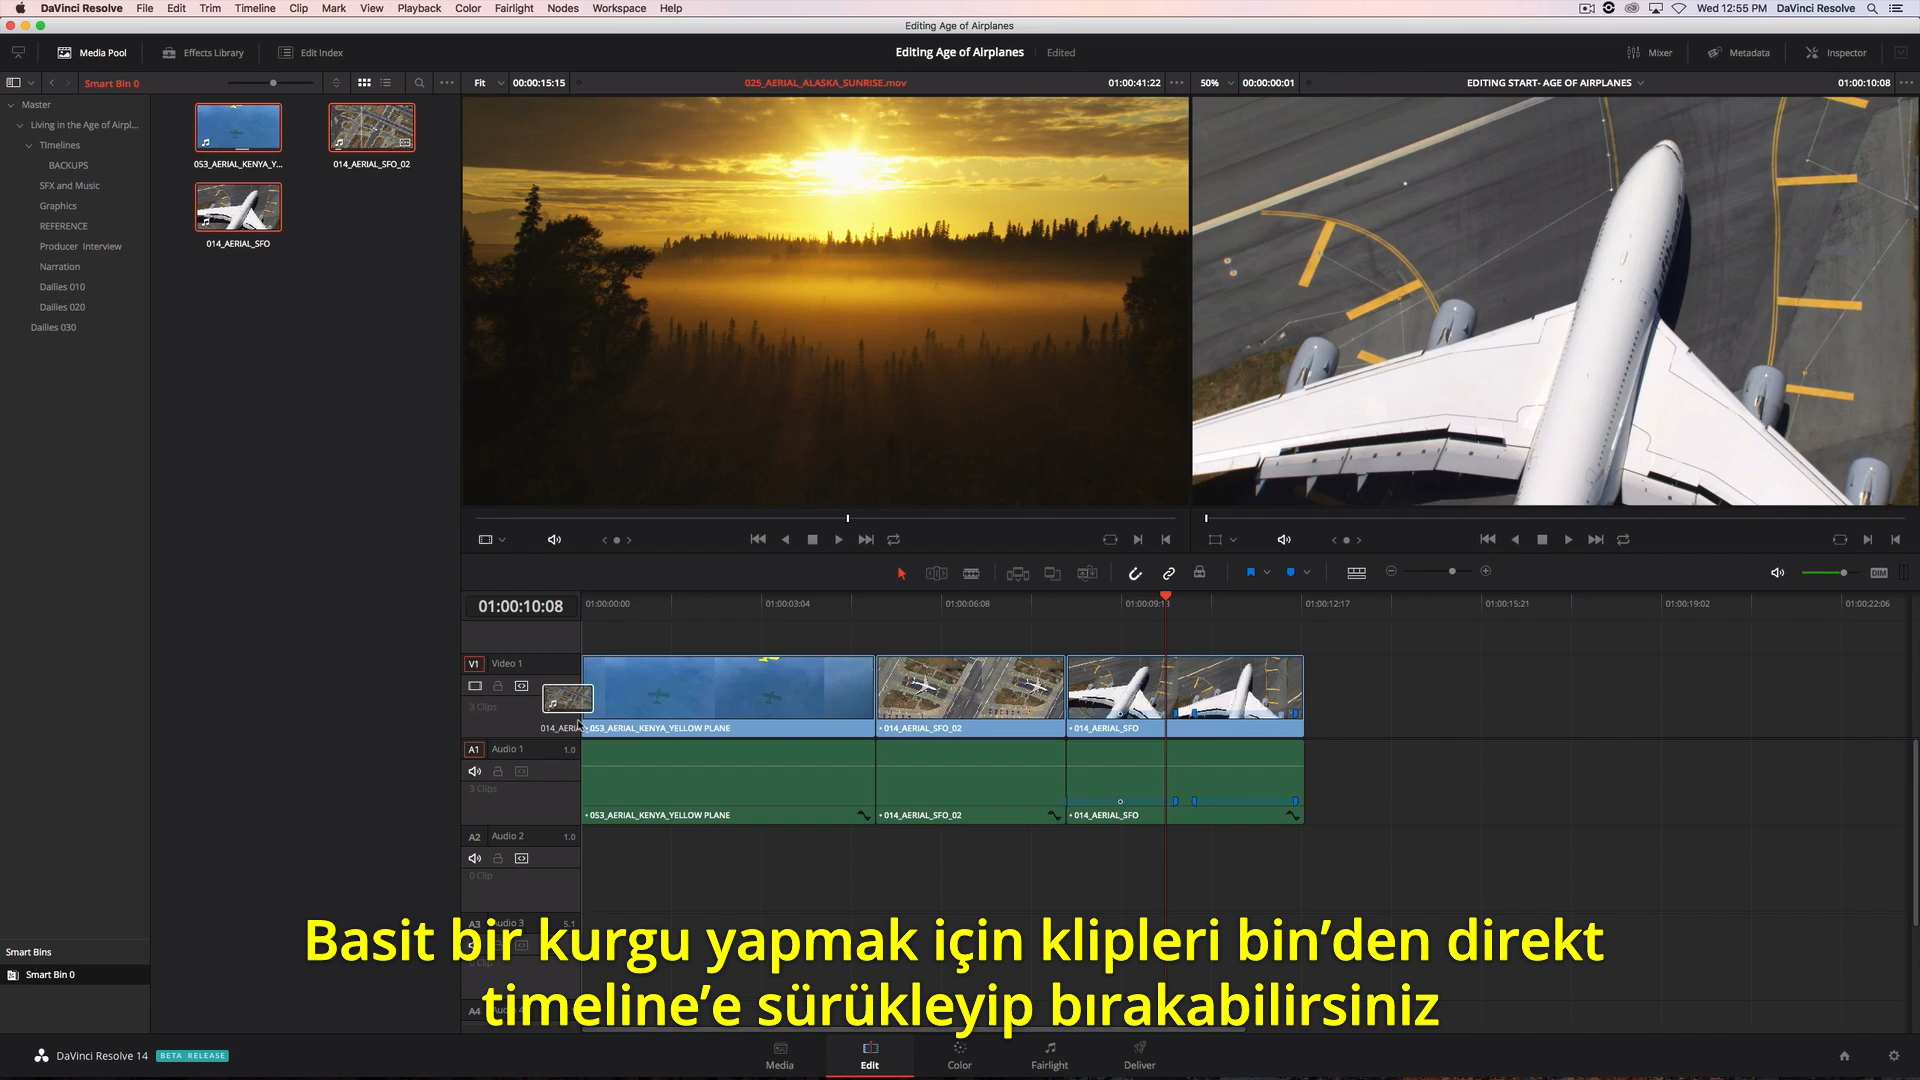 DaVinci Resolve File Edit Trim Timeline Clip Mark View Playback Color Fairlight Nodes Workspace Help
Wed 12:55 PM DaVinci Resolve
Editing Age of Airplanes
Media Pool Effects Library Edit Index
Editing Age of Airplanes Edited
Mixer Metadata Inspector
Smart Bin 0
Fit 00:00:15:15 025_AERIAL_ALASKA_SUNRISE.mov 01:00:41:22
50% 00:00:00:01 EDITING START- AGE OF AIRPLANES 01:00:10:08
Master
Living in the Age of Airpl...
Timelines
BACKUPS
SFX and Music
Graphics
REFERENCE
Producer Interview
Narration
Dailies 010
Dailies 020
Dailies 030
053_AERIAL_KENYA_Y...
014_AERIAL_SFO_02
014_AERIAL_SFO
DIM
01:00:10:08
01:00:00:00 01:00:03:04 01:00:06:08 01:00:09:13 01:00:12:17 01:00:15:21 01:00:19:02 01:00:22:06
V1 Video 1
3 Clips
014_AERI
053_AERIAL_KENYA_YELLOW PLANE
014_AERIAL_SFO_02
014_AERIAL_SFO
A1 Audio 1 1.0
3 Clips
053_AERIAL_KENYA_YELLOW PLANE
014_AERIAL_SFO_02
014_AERIAL_SFO
A2 Audio 2 1.0
0 Clip
A3 Audio 3 5.1
A4
Smart Bins
Smart Bin 0
Basit bir kurgu yapmak için klipleri bin’den direkt
timeline’e sürükleyip bırakabilirsiniz
DaVinci Resolve 14 BETA RELEASE
Media Edit Color Fairlight Deliver